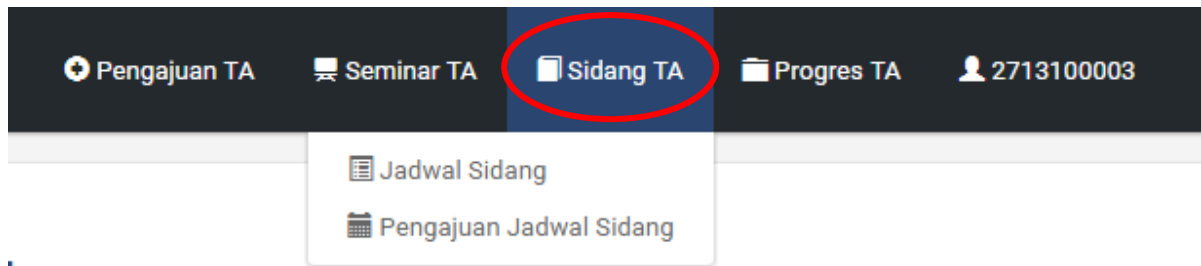 Pengajuan TA Seminar TA Sidang TA Progres TA 2713100003
Jadwal Sidang
Pengajuan Jadwal Sidang